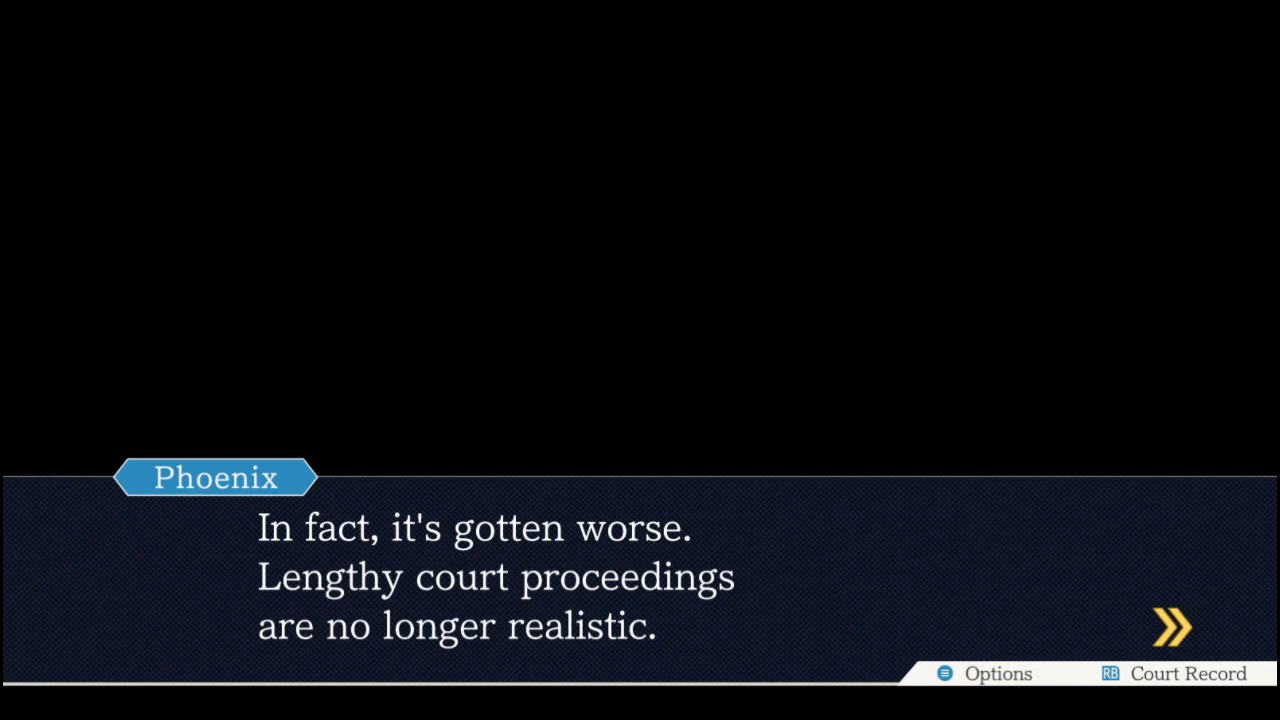 Phoenix
In fact, it's gotten worse.
Lengthy court proceedings
are no longer realistic.
Options
RB Court Record